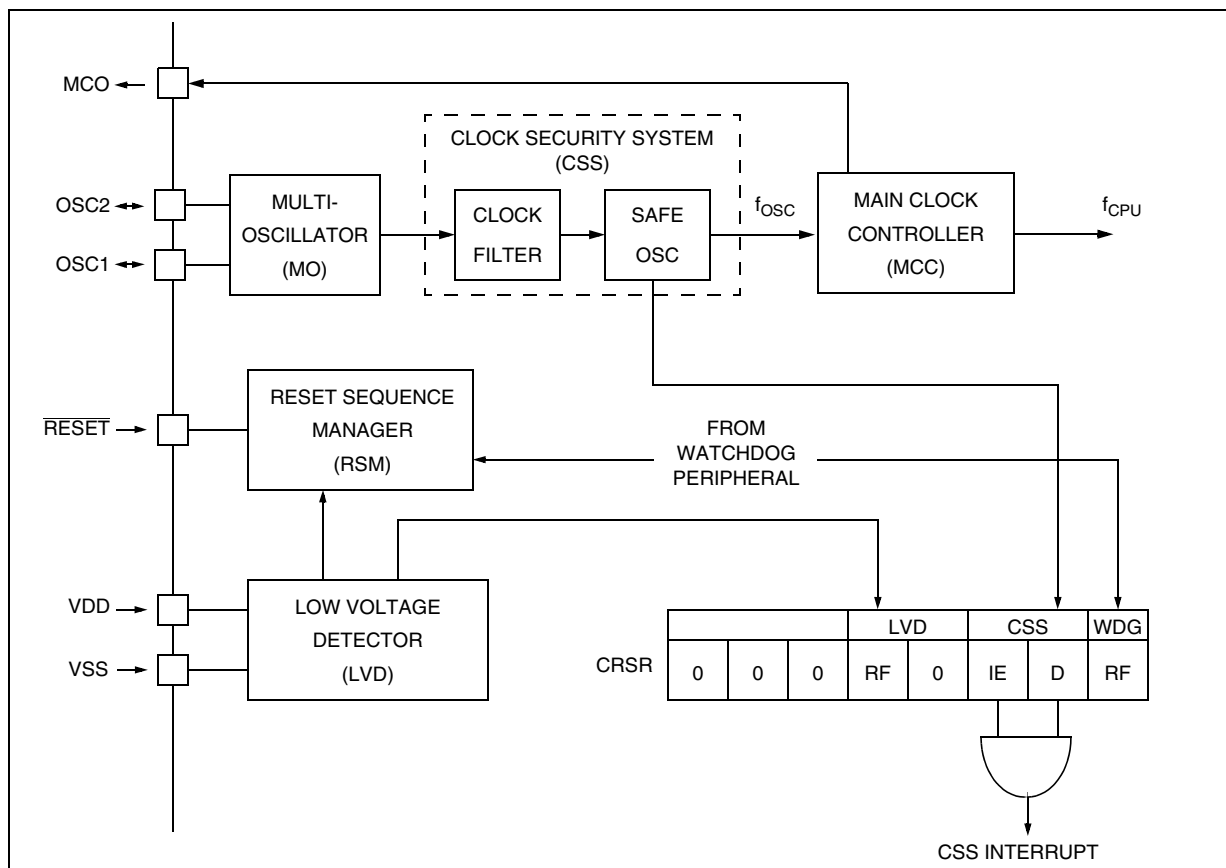 MCO
CLOCK SECURITY SYSTEM
(CSS)
OSC2
OSC1
MULTI-
OSCILLATOR
(MO)
CLOCK
FILTER
SAFE
OSC
fOSC
MAIN CLOCK
CONTROLLER
(MCC)
fCPU
RESET
RESET SEQUENCE
MANAGER
(RSM)
FROM
WATCHDOG
PERIPHERAL
VDD
VSS
LOW VOLTAGE
DETECTOR
(LVD)
LVD CSS WDG
CRSR 0 0 0 RF 0 IE D RF
CSS INTERRUPT